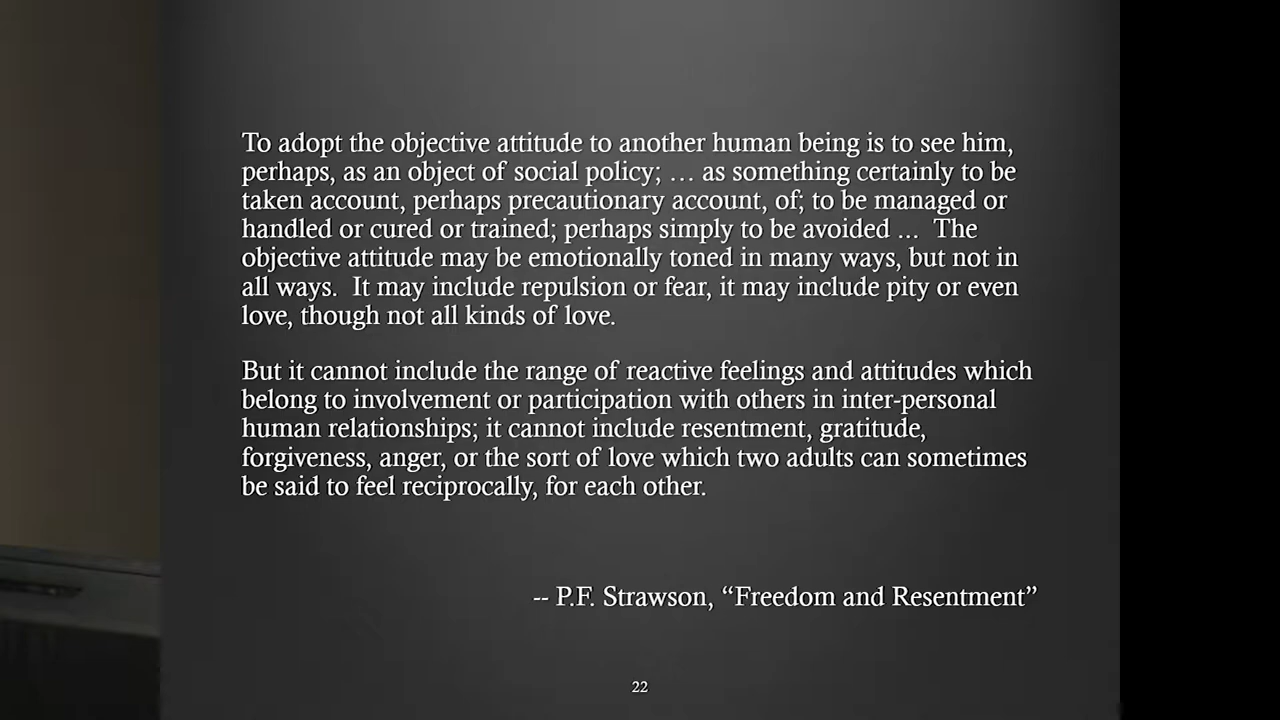 To adopt the objective attitude to another human being is to see him,
perhaps, as an object of social policy; … as something certainly to be
taken account, perhaps precautionary account, of; to be managed or
handled or cured or trained; perhaps simply to be avoided …  The
objective attitude may be emotionally toned in many ways, but not in
all ways.  It may include repulsion or fear, it may include pity or even
love, though not all kinds of love.
But it cannot include the range of reactive feelings and attitudes which
belong to involvement or participation with others in inter-personal
human relationships; it cannot include resentment, gratitude,
forgiveness, anger, or the sort of love which two adults can sometimes
be said to feel reciprocally, for each other.
-- P.F. Strawson, “Freedom and Resentment”
22